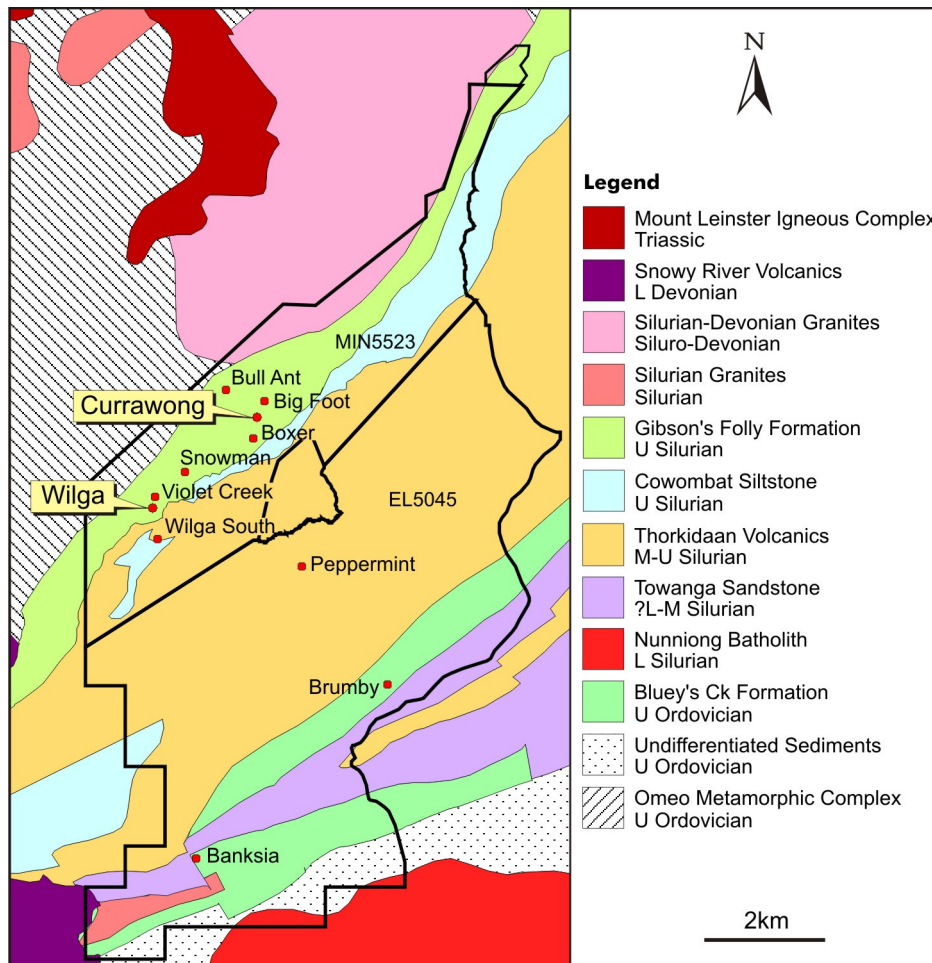 N
MIN5523
Bull Ant
Big Foot
Currawong
Boxer
Snowman
Wilga
Violet Creek
EL5045
Wilga South
Peppermint
Brumby
Banksia
Legend
Mount Leinster Igneous Complex
Triassic
Snowy River Volcanics
L Devonian
Silurian-Devonian Granites
Siluro-Devonian
Silurian Granites
Silurian
Gibson's Folly Formation
U Silurian
Cowombat Siltstone
U Silurian
Thorkidaan Volcanics
M-U Silurian
Towanga Sandstone
?L-M Silurian
Nunniong Batholith
L Silurian
Bluey's Ck Formation
U Ordovician
Undifferentiated Sediments
U Ordovician
Omeo Metamorphic Complex
U Ordovician
2km